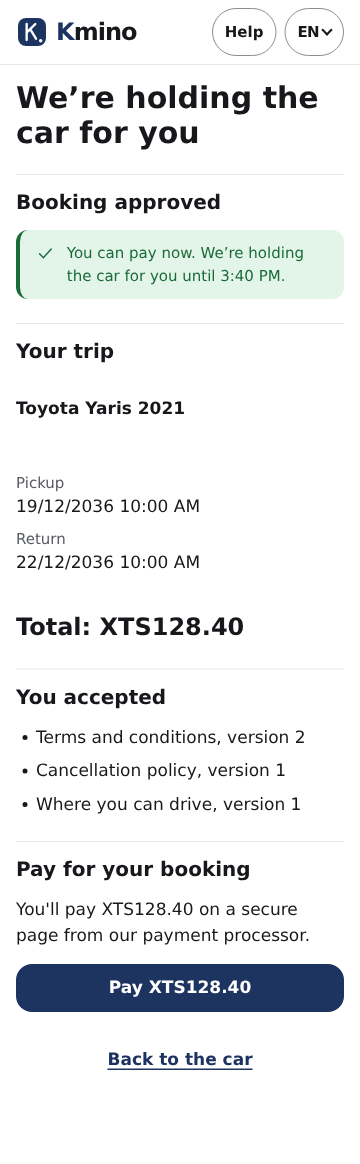 K. Kmino Help EN
We’re holding the
car for you
Booking approved
You can pay now. We’re holding
the car for you until 3:40 PM.
Your trip
Toyota Yaris 2021
Pickup
19/12/2036 10:00 AM
Return
22/12/2036 10:00 AM
Total: XTS128.40
You accepted
• Terms and conditions, version 2
• Cancellation policy, version 1
• Where you can drive, version 1
Pay for your booking
You'll pay XTS128.40 on a secure
page from our payment processor.
Pay XTS128.40
Back to the car